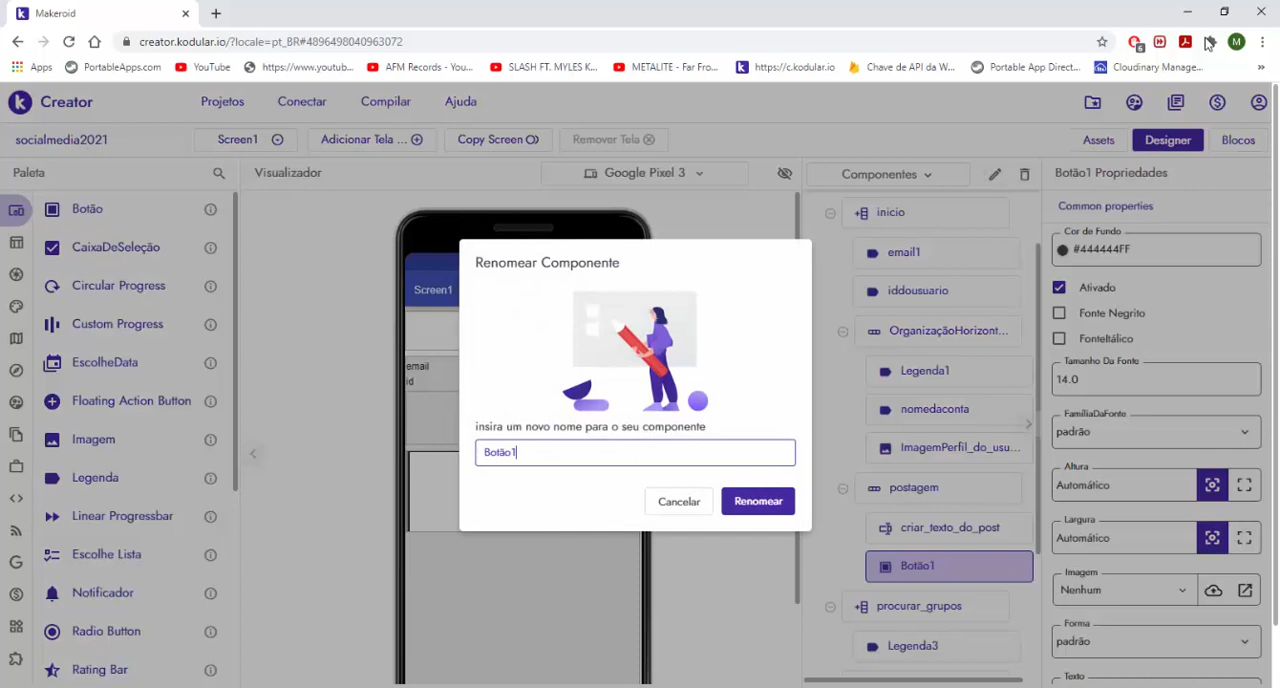 Makeroid
creator.kodular.io/?locale=pt_BR#4896498040963072
6
M
Apps
PortableApps.com
YouTube
https://www.youtub...
AFM Records - You...
SLASH FT. MYLES K...
METALITE - Far Fro...
https://c.kodular.io
Chave de API da W...
Portable App Direct...
Cloudinary Manage...
»
Creator
Projetos
Conectar
Compilar
Ajuda
socialmedia2021
Screen1
Adicionar Tela ...
Copy Screen
Remover Tela
Assets
Designer
Blocos
Paleta
Visualizador
Google Pixel 3
Componentes
Botão1 Propriedades
Botão
CaixaDeSeleção
Circular Progress
Custom Progress
EscolheData
Floating Action Button
Imagem
Legenda
Linear Progressbar
Escolhe Lista
Notificador
Radio Button
Rating Bar
Screen1
email
id
Renomear Componente
insira um novo nome para o seu componente
Botão1
Cancelar
Renomear
inicio
email1
iddousuario
OrganizaçãoHorizont...
Legenda1
nomedaconta
ImagemPerfil_do_usu...
postagem
criar_texto_do_post
Botão1
procurar_grupos
Legenda3
Common properties
Cor de Fundo
#444444FF
Ativado
Fonte Negrito
FonteItálico
Tamanho Da Fonte
14.0
FamíliaDaFonte
padrão
Altura
Automático
Largura
Automático
Imagem
Nenhum
Forma
padrão
Texto